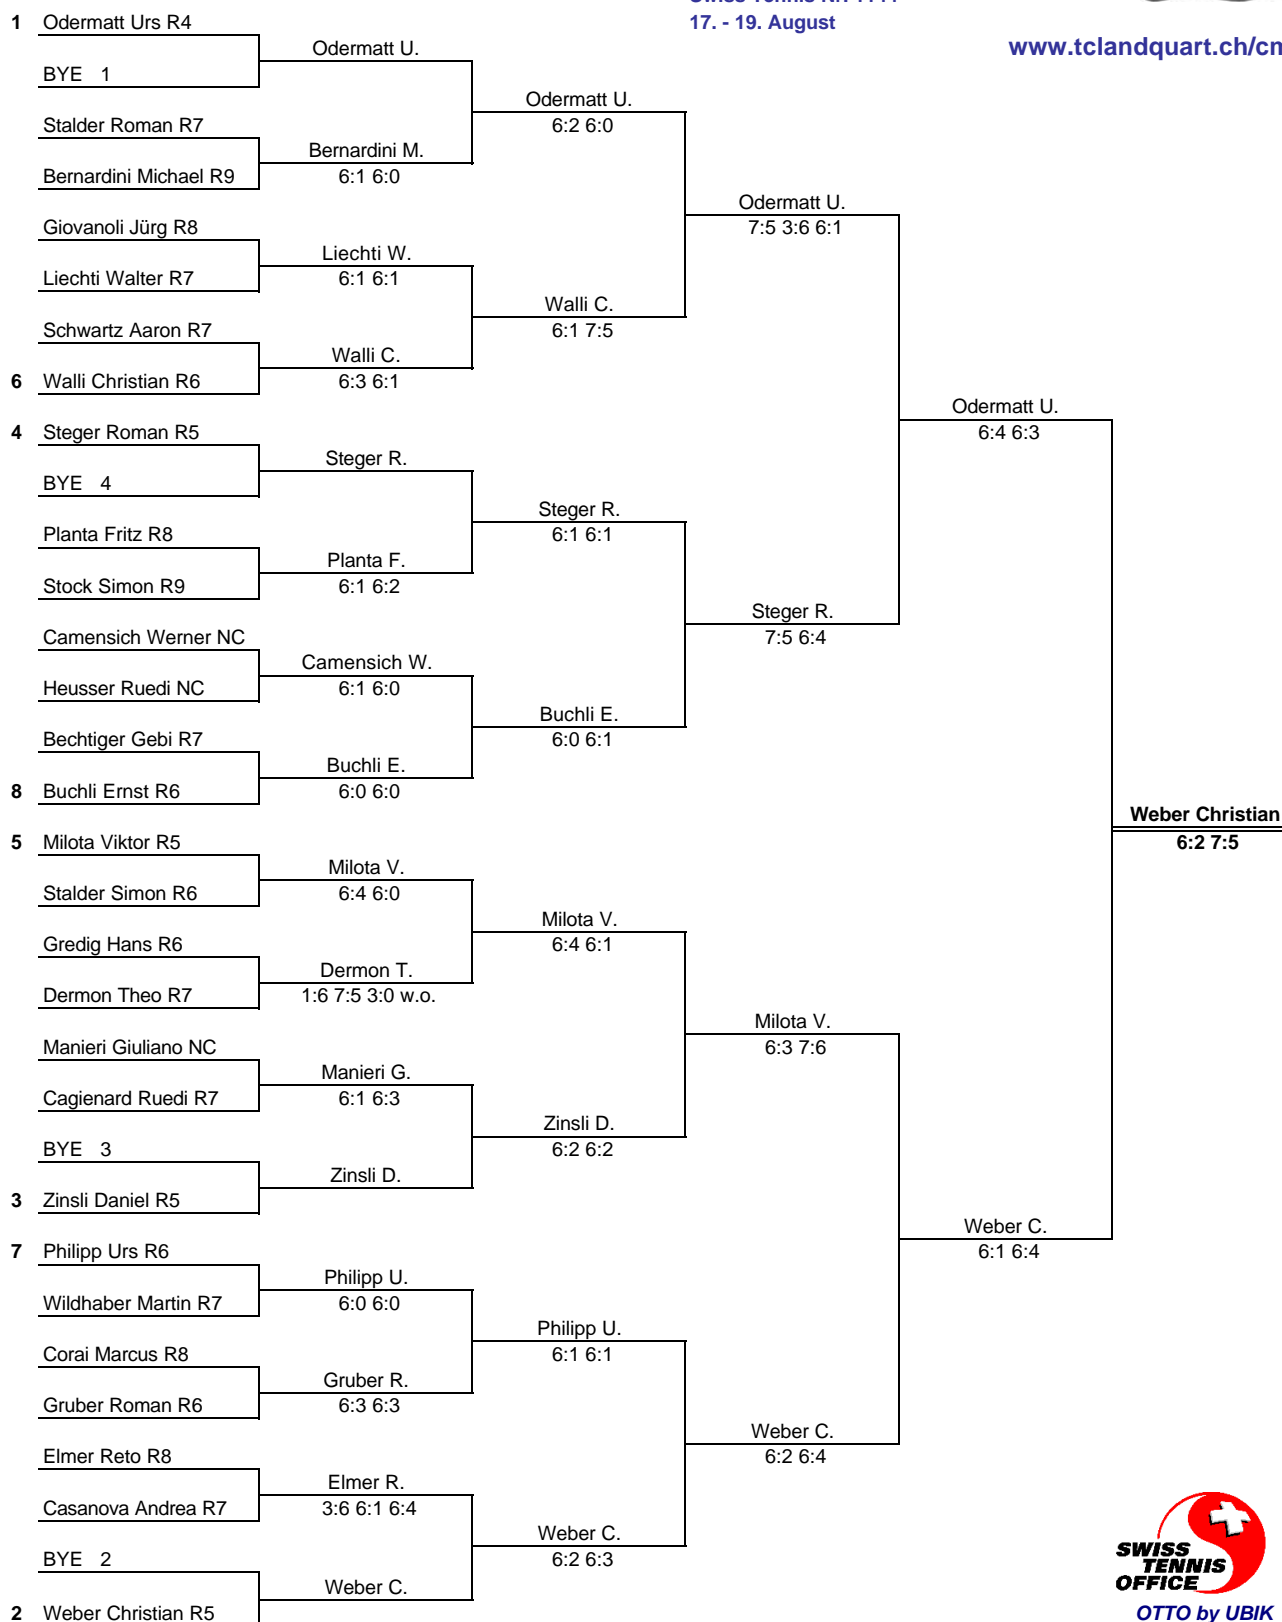 17. - 19. August
www.tclandquart.ch/cm
1 Odermatt Urs R4
Odermatt U.
BYE 1
Odermatt U.
6:2 6:0
Stalder Roman R7
Bernardini M.
6:1 6:0
Bernardini Michael R9
Odermatt U.
7:5 3:6 6:1
Giovanoli Jürg R8
Liechti W.
6:1 6:1
Liechti Walter R7
Walli C.
6:1 7:5
Schwartz Aaron R7
Walli C.
6:3 6:1
6 Walli Christian R6
Odermatt U.
6:4 6:3
4 Steger Roman R5
Steger R.
BYE 4
Steger R.
6:1 6:1
Planta Fritz R8
Planta F.
6:1 6:2
Stock Simon R9
Steger R.
7:5 6:4
Camensich Werner NC
Camensich W.
6:1 6:0
Heusser Ruedi NC
Buchli E.
6:0 6:1
Bechtiger Gebi R7
Buchli E.
6:0 6:0
8 Buchli Ernst R6
Weber Christian
6:2 7:5
5 Milota Viktor R5
Milota V.
6:4 6:0
Stalder Simon R6
Milota V.
6:4 6:1
Gredig Hans R6
Dermon T.
1:6 7:5 3:0 w.o.
Dermon Theo R7
Milota V.
6:3 7:6
Manieri Giuliano NC
Manieri G.
6:1 6:3
Cagienard Ruedi R7
Zinsli D.
6:2 6:2
BYE 3
Zinsli D.
3 Zinsli Daniel R5
Weber C.
6:1 6:4
7 Philipp Urs R6
Philipp U.
6:0 6:0
Wildhaber Martin R7
Philipp U.
6:1 6:1
Corai Marcus R8
Gruber R.
6:3 6:3
Gruber Roman R6
Weber C.
6:2 6:4
Elmer Reto R8
Elmer R.
3:6 6:1 6:4
Casanova Andrea R7
Weber C.
6:2 6:3
BYE 2
Weber C.
2 Weber Christian R5
SWISS
TENNIS
OFFICE
OTTO by UBIK